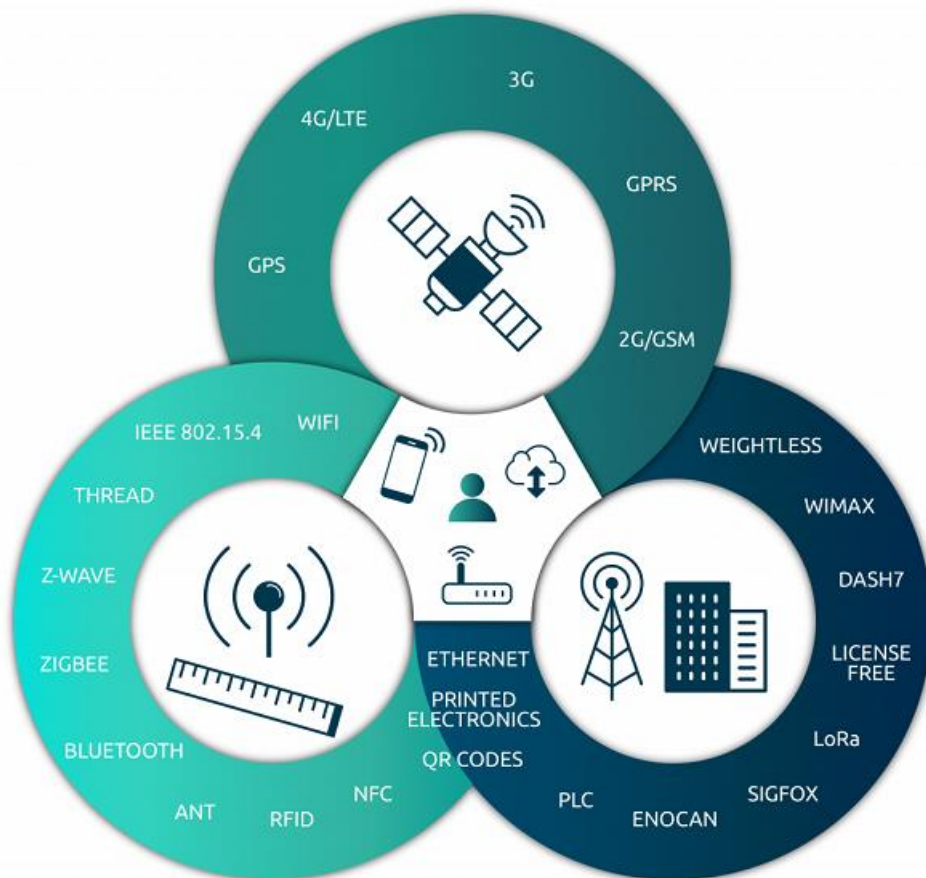 3G
4G/LTE
GPRS
GPS
2G/GSM
WIFI
IEEE 802.15.4
THREAD
Z-WAVE
ZIGBEE
BLUETOOTH
ANT
RFID
NFC
WEIGHTLESS
WIMAX
DASH7
LICENSE
FREE
LoRa
SIGFOX
ENOCAN
PLC
ETHERNET
PRINTED
ELECTRONICS
QR CODES